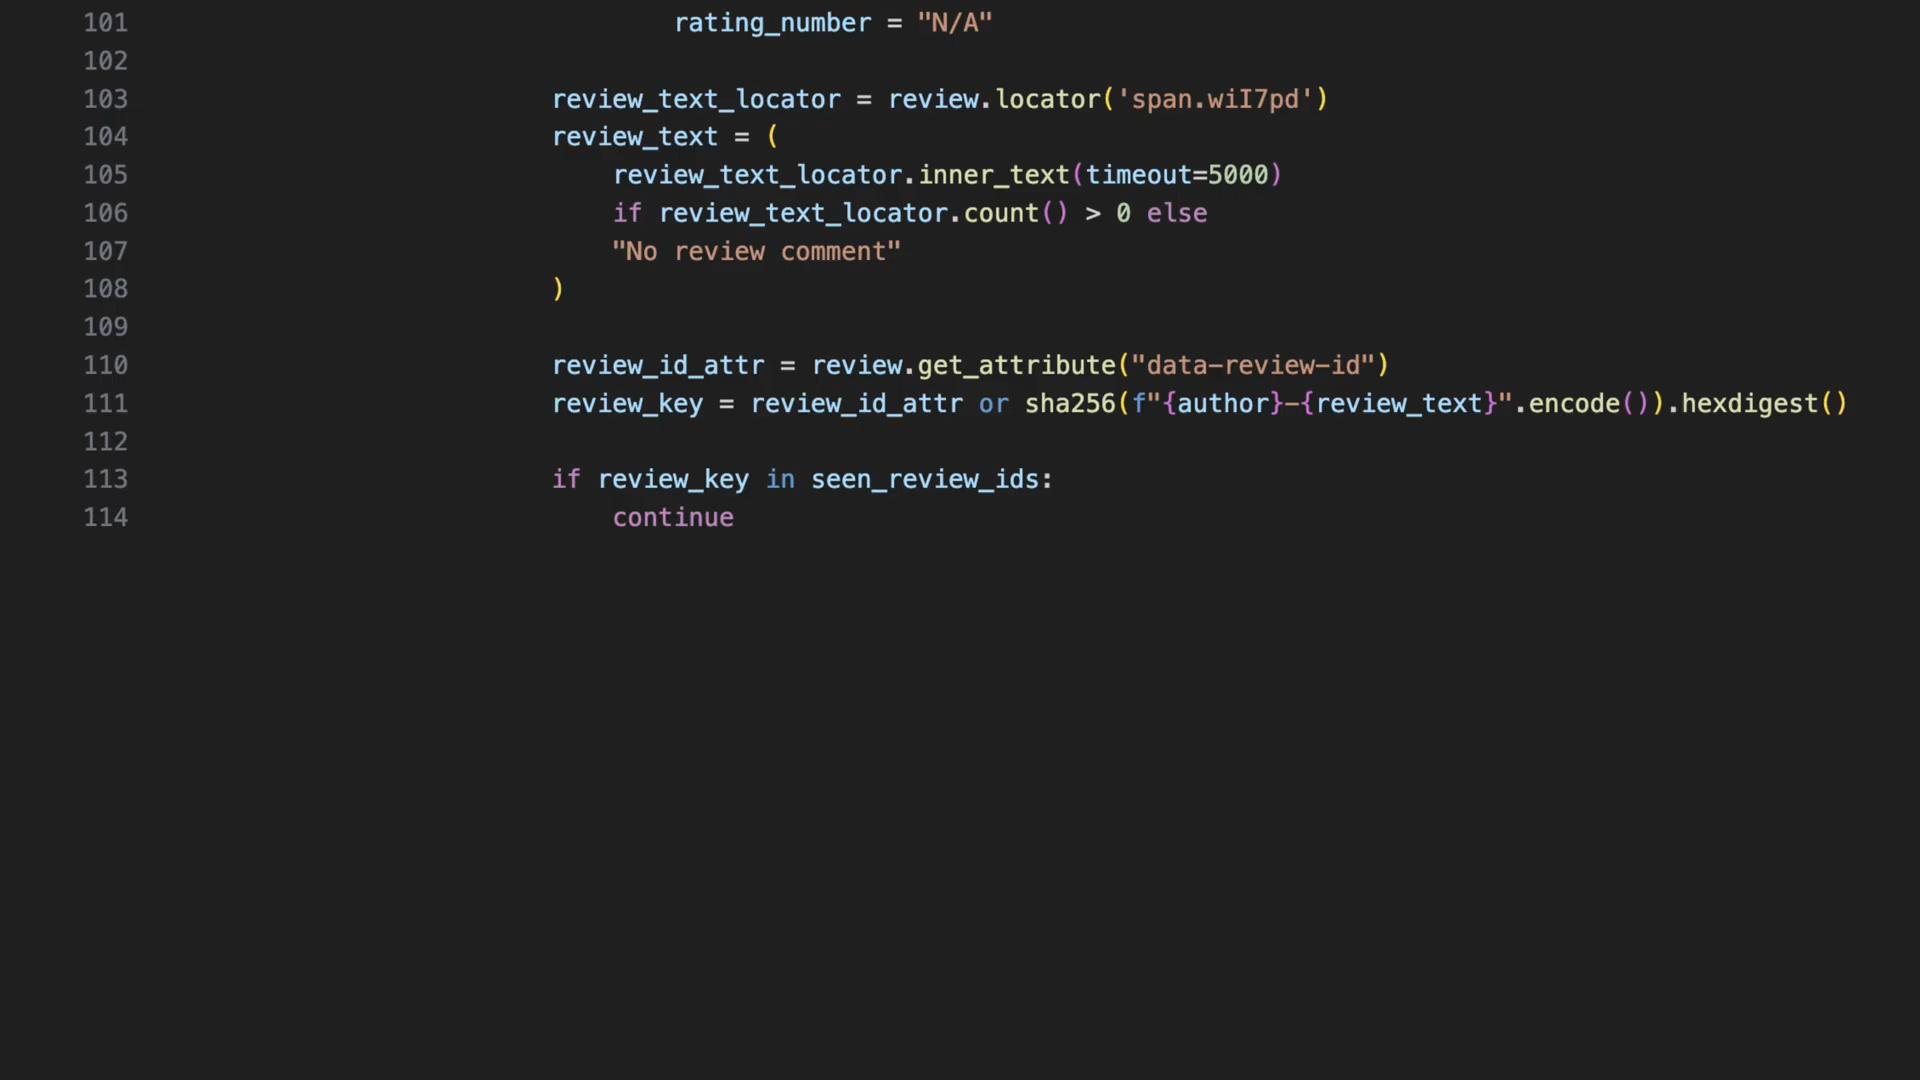 101 rating_number = "N/A"
102
103 review_text_locator = review.locator('span.wiI7pd')
104 review_text = (
105 review_text_locator.inner_text(timeout=5000)
106 if review_text_locator.count() > 0 else
107 "No review comment"
108 )
109
110 review_id_attr = review.get_attribute("data-review-id")
111 review_key = review_id_attr or sha256(f"{author}-{review_text}".encode()).hexdigest()
112
113 if review_key in seen_review_ids:
114 continue